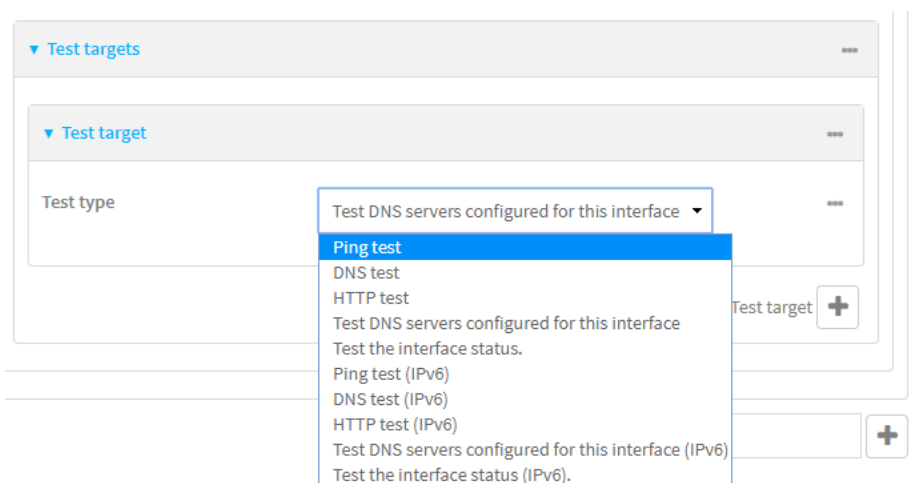 Test targets
Test target
Test type
Test DNS servers configured for this interface
Ping test
DNS test
HTTP test
Test DNS servers configured for this interface
Test target
Test the interface status.
Ping test (IPv6)
DNS test (IPv6)
HTTP test (IPv6)
Test DNS servers configured for this interface (IPv6)
Test the interface status (IPv6).